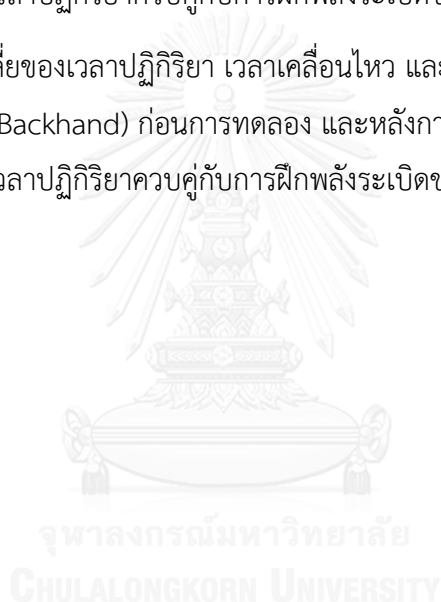 ี่ยของเวลาปฏิกิริยา เวลาเคลื่อนไหว และ
Backhand) ก่อนการทดลอง และหลังกา
วลาปฏิกิริยาควบคู่กับการฝึกพลังระเบิดข
จุฬาลงกรณ์มหาวิทยาลัย
CHULALONGKORN UNIVERSITY